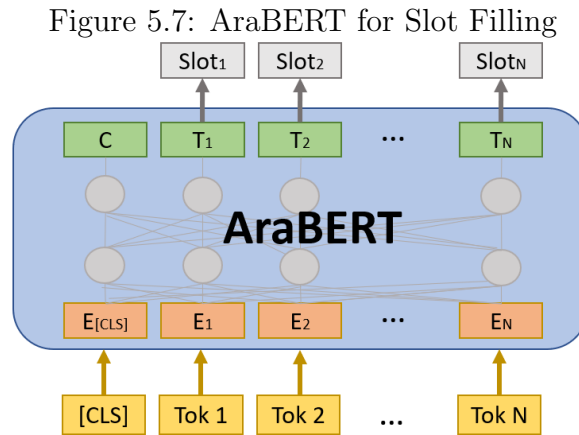 Figure 5.7: AraBERT for Slot Filling
Slot1 Slot2 SlotN
C T1 T2 ... TN
AraBERT
E[CLS] E1 E2 ... EN
[CLS] Tok 1 Tok 2 ... Tok N